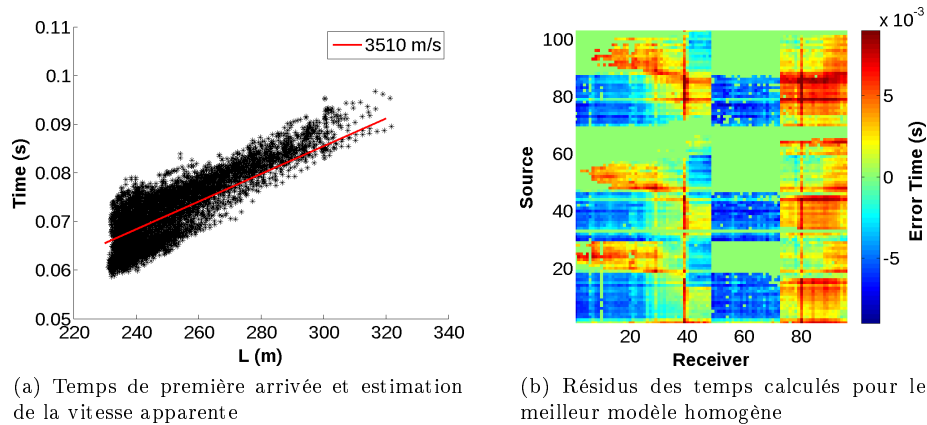 0.11
0.1
0.09
0.08
0.07
0.06
0.05
Time (s)
220
240
260
280
300
320
340
L (m)
3510 m/s
(a) Temps de première arrivée et estimation
de la vitesse apparente
100
80
60
40
20
Source
20
40
60
80
Receiver
x 10-3
5
0
-5
Error Time (s)
(b) Résidus des temps calculés pour le
meilleur modèle homogène